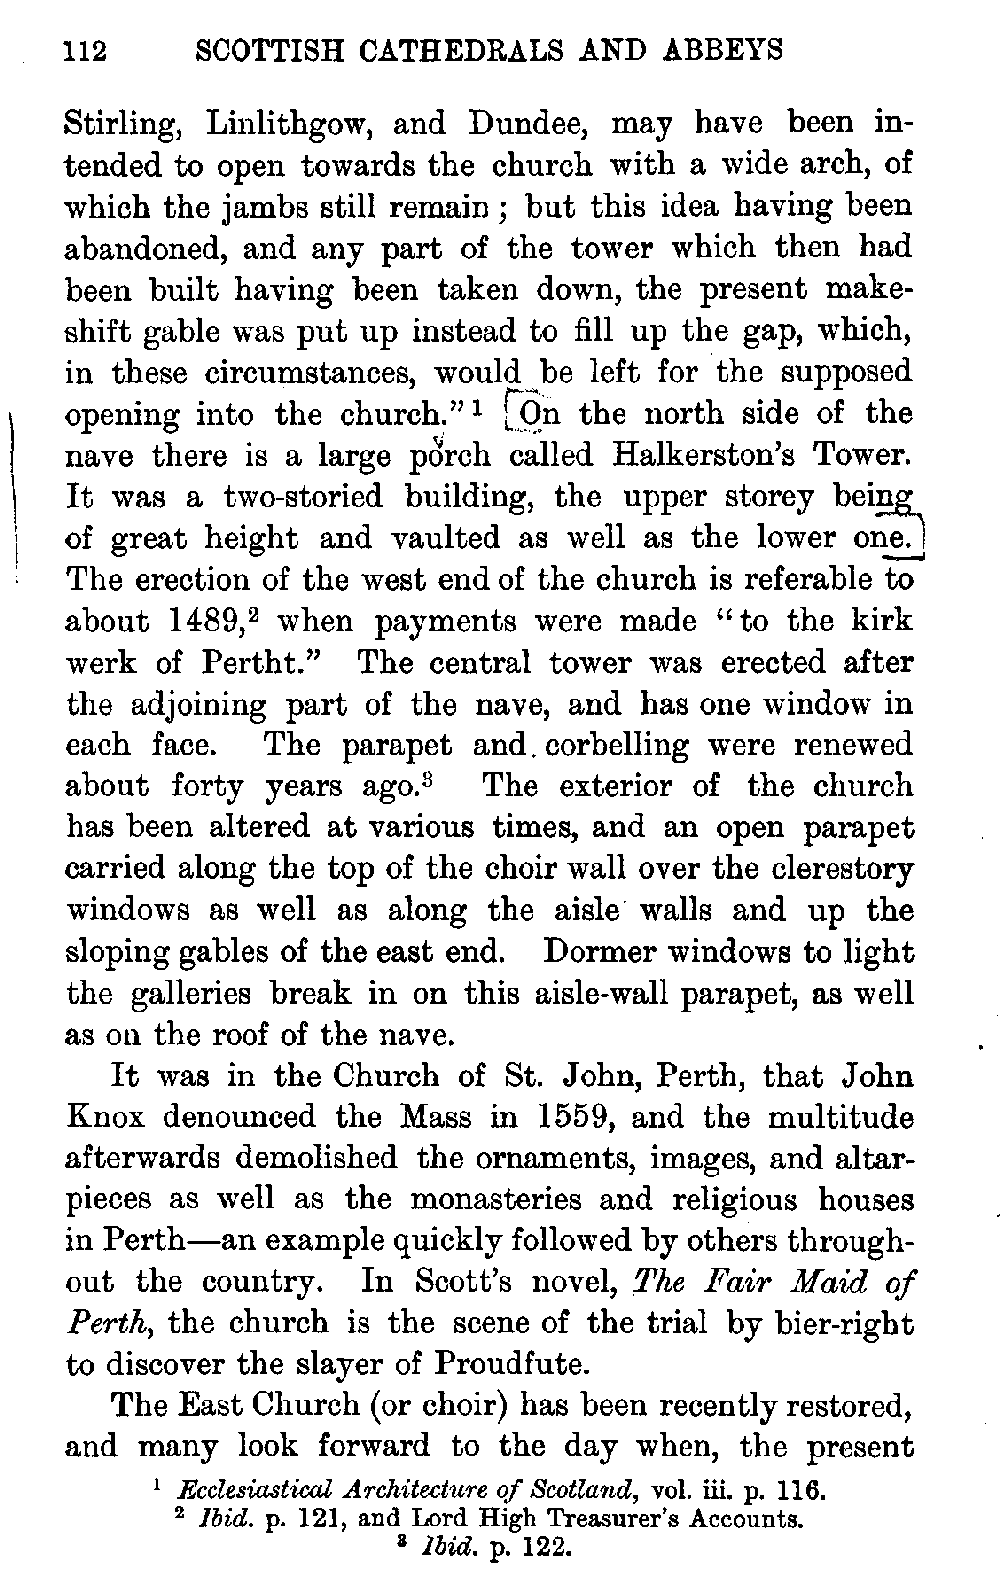 112 SCOTTISH CATHEDRALS AND ABBEYS
Stirling, Linlithgow, and Dundee, may have been in-
tended to open towards the church with a wide arch, of
which the jambs still remain ; but this idea having been
abandoned, and any part of the tower which then had
been built having been taken down, the present make-
shift gable was put up instead to fill up the gap, which,
in these circumstances, would be left for the supposed
opening into the church.” ¹ [On the north side of the
nave there is a large porch called Halkerston’s Tower.
It was a two-storied building, the upper storey being
of great height and vaulted as well as the lower one.]
The erection of the west end of the church is referable to
about 1489,² when payments were made “to the kirk
werk of Pertht.” The central tower was erected after
the adjoining part of the nave, and has one window in
each face. The parapet and corbelling were renewed
about forty years ago.³ The exterior of the church
has been altered at various times, and an open parapet
carried along the top of the choir wall over the clerestory
windows as well as along the aisle walls and up the
sloping gables of the east end. Dormer windows to light
the galleries break in on this aisle-wall parapet, as well
as on the roof of the nave.
It was in the Church of St. John, Perth, that John
Knox denounced the Mass in 1559, and the multitude
afterwards demolished the ornaments, images, and altar-
pieces as well as the monasteries and religious houses
in Perth—an example quickly followed by others through-
out the country. In Scott’s novel, The Fair Maid of
Perth, the church is the scene of the trial by bier-right
to discover the slayer of Proudfute.
The East Church (or choir) has been recently restored,
and many look forward to the day when, the present
¹ Ecclesiastical Architecture of Scotland, vol. iii. p. 116.
² Ibid. p. 121, and Lord High Treasurer’s Accounts.
³ Ibid. p. 122.